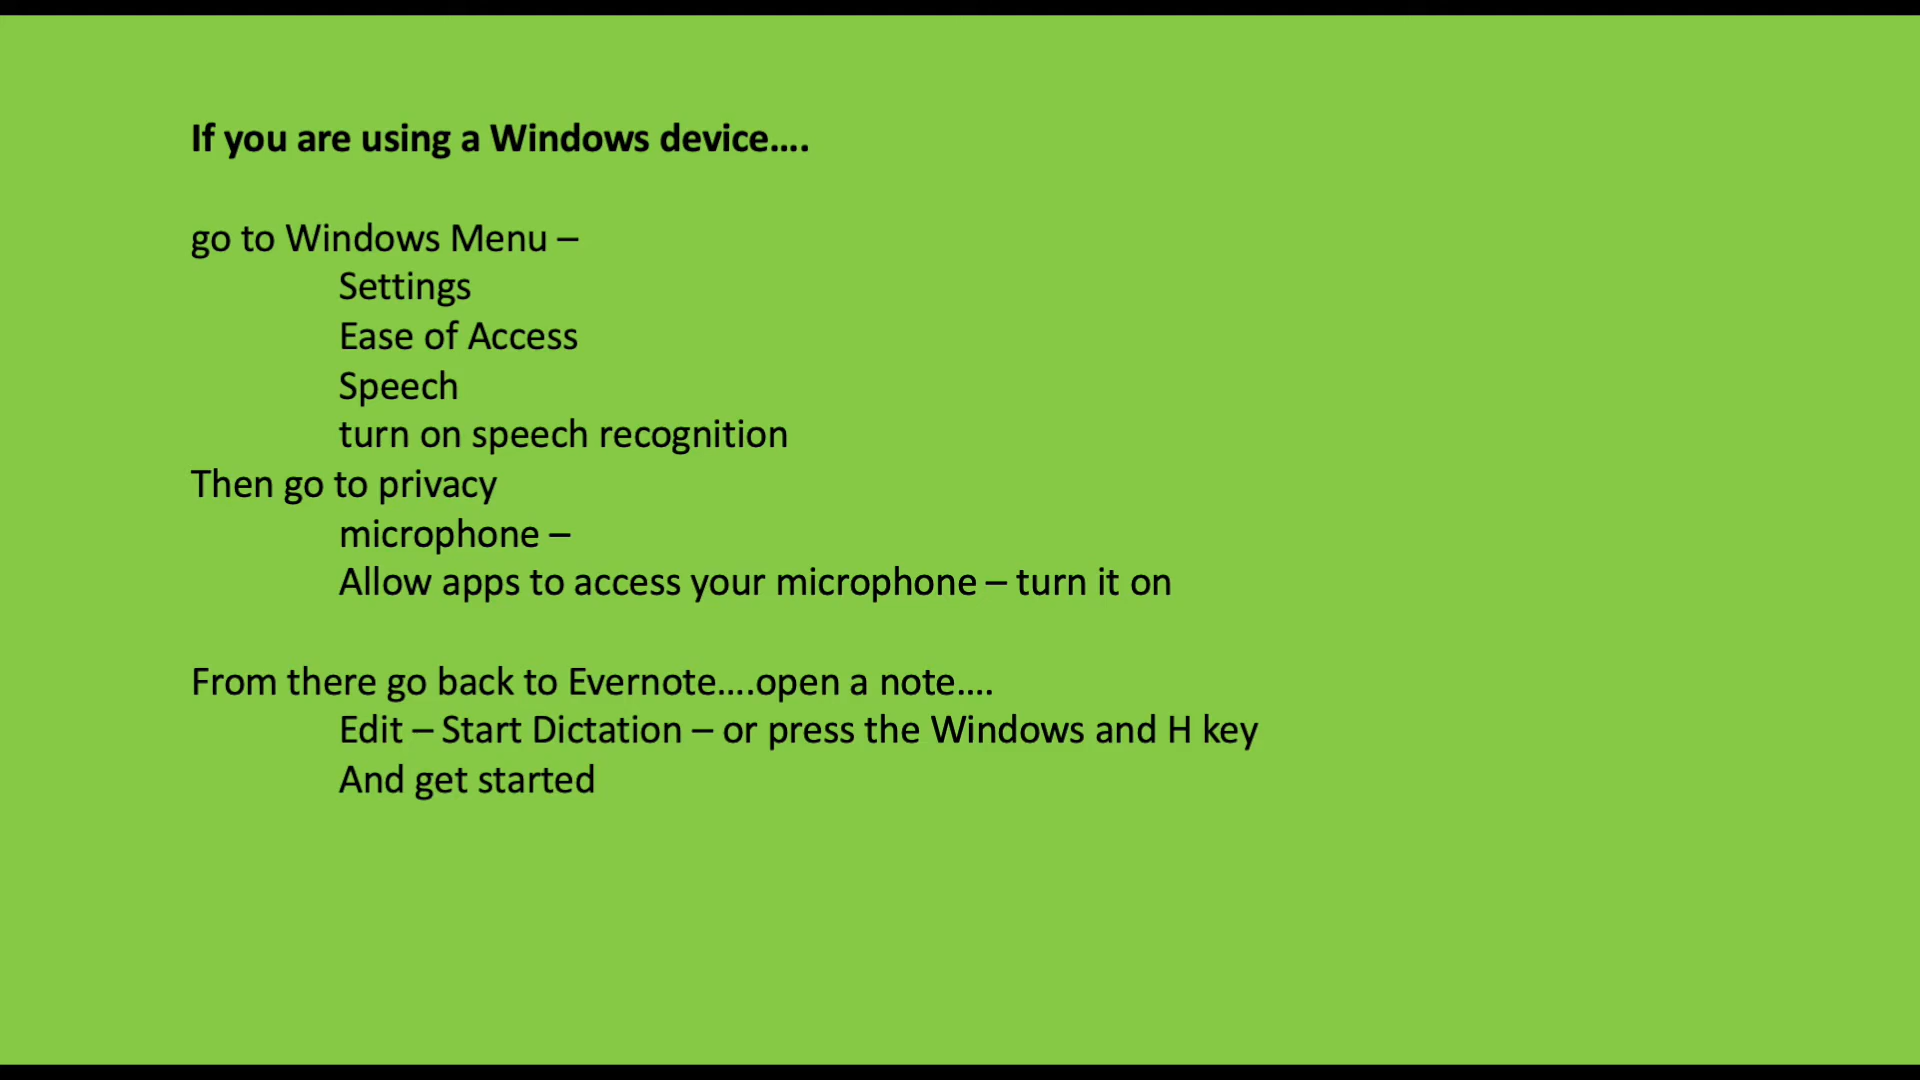 If you are using a Windows device....
go to Windows Menu –
Settings
Ease of Access
Speech
turn on speech recognition
Then go to privacy
microphone –
Allow apps to access your microphone – turn it on
From there go back to Evernote....open a note....
Edit – Start Dictation – or press the Windows and H key
And get started